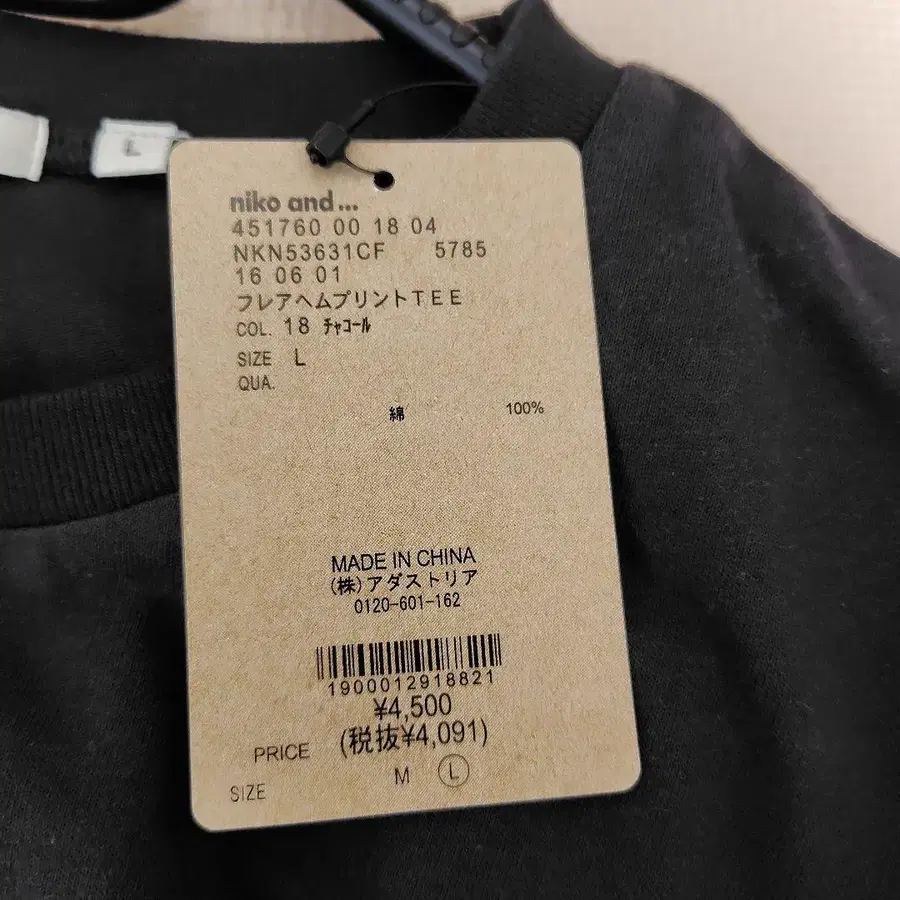 L
niko and...
451760 00 18 04
NKN53631CF 5785
16 06 01
フレアヘムプリントTEE
COL. 18 ﾁｬｺｰﾙ
SIZE L
QUA.
綿 100%
MADE IN CHINA
(株)アダストリア
0120-601-162
1900012918821
¥4,500
PRICE (税抜¥4,091)
SIZE M L